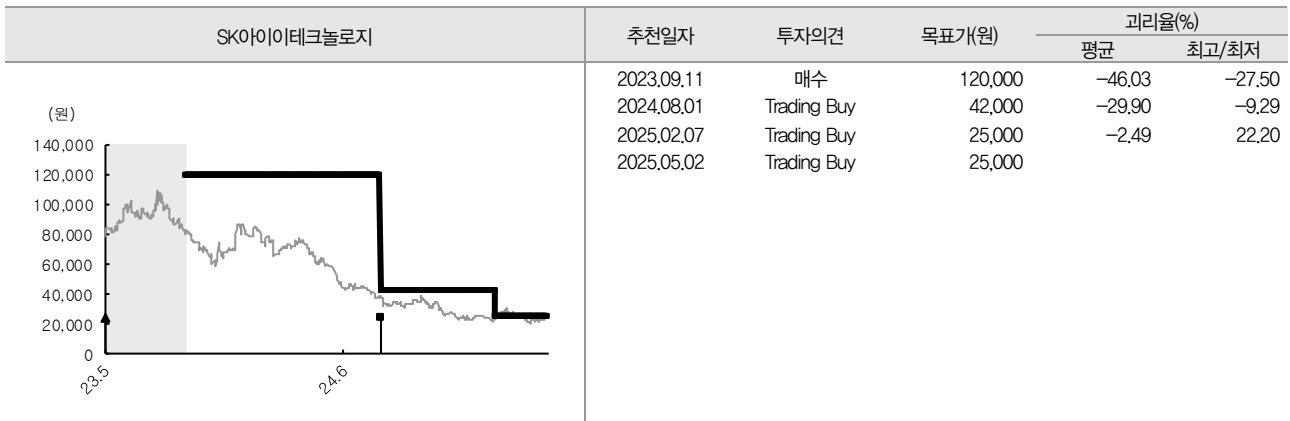 SK아이이테크놀로지
추천일자 투자의견 목표가(원) 괴리율(%)
평균 최고/최저
2023.09.11 매수 120,000 -46.03 -27.50
2024.08.01 Trading Buy 42,000 -29.90 -9.29
2025.02.07 Trading Buy 25,000 -2.49 22.20
2025.05.02 Trading Buy 25,000
(원)
140,000
120,000
100,000
80,000
60,000
40,000
20,000
0
23.5 24.6